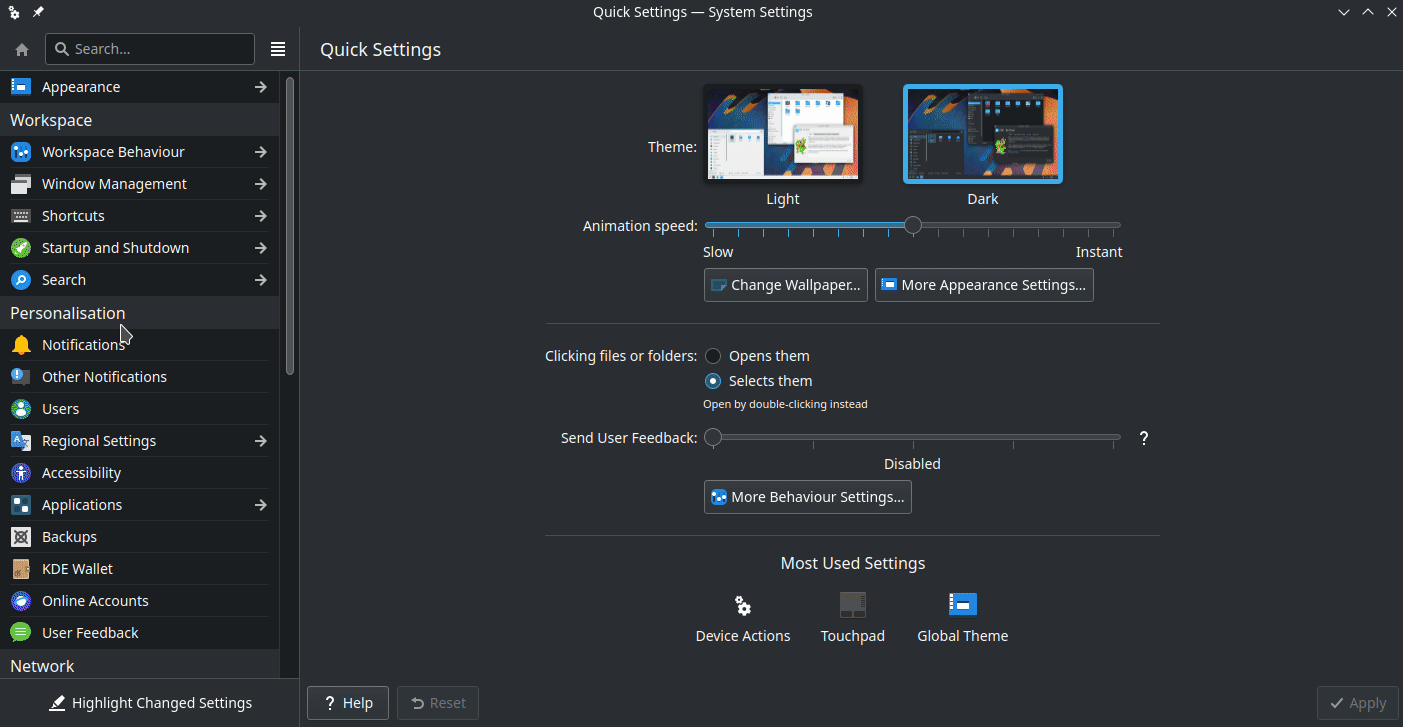 Quick Settings — System Settings
Search...
Quick Settings
Appearance
Workspace
Workspace Behaviour
Window Management
Shortcuts
Startup and Shutdown
Search
Personalisation
Notifications
Other Notifications
Users
Regional Settings
Accessibility
Applications
Backups
KDE Wallet
Online Accounts
User Feedback
Network
Highlight Changed Settings
Theme:
Light
Dark
Animation speed:
Slow
Instant
Change Wallpaper...
More Appearance Settings...
Clicking files or folders:
Opens them
Selects them
Open by double-clicking instead
Send User Feedback:
?
Disabled
More Behaviour Settings...
Most Used Settings
Device Actions
Touchpad
Global Theme
? Help
Reset
Apply